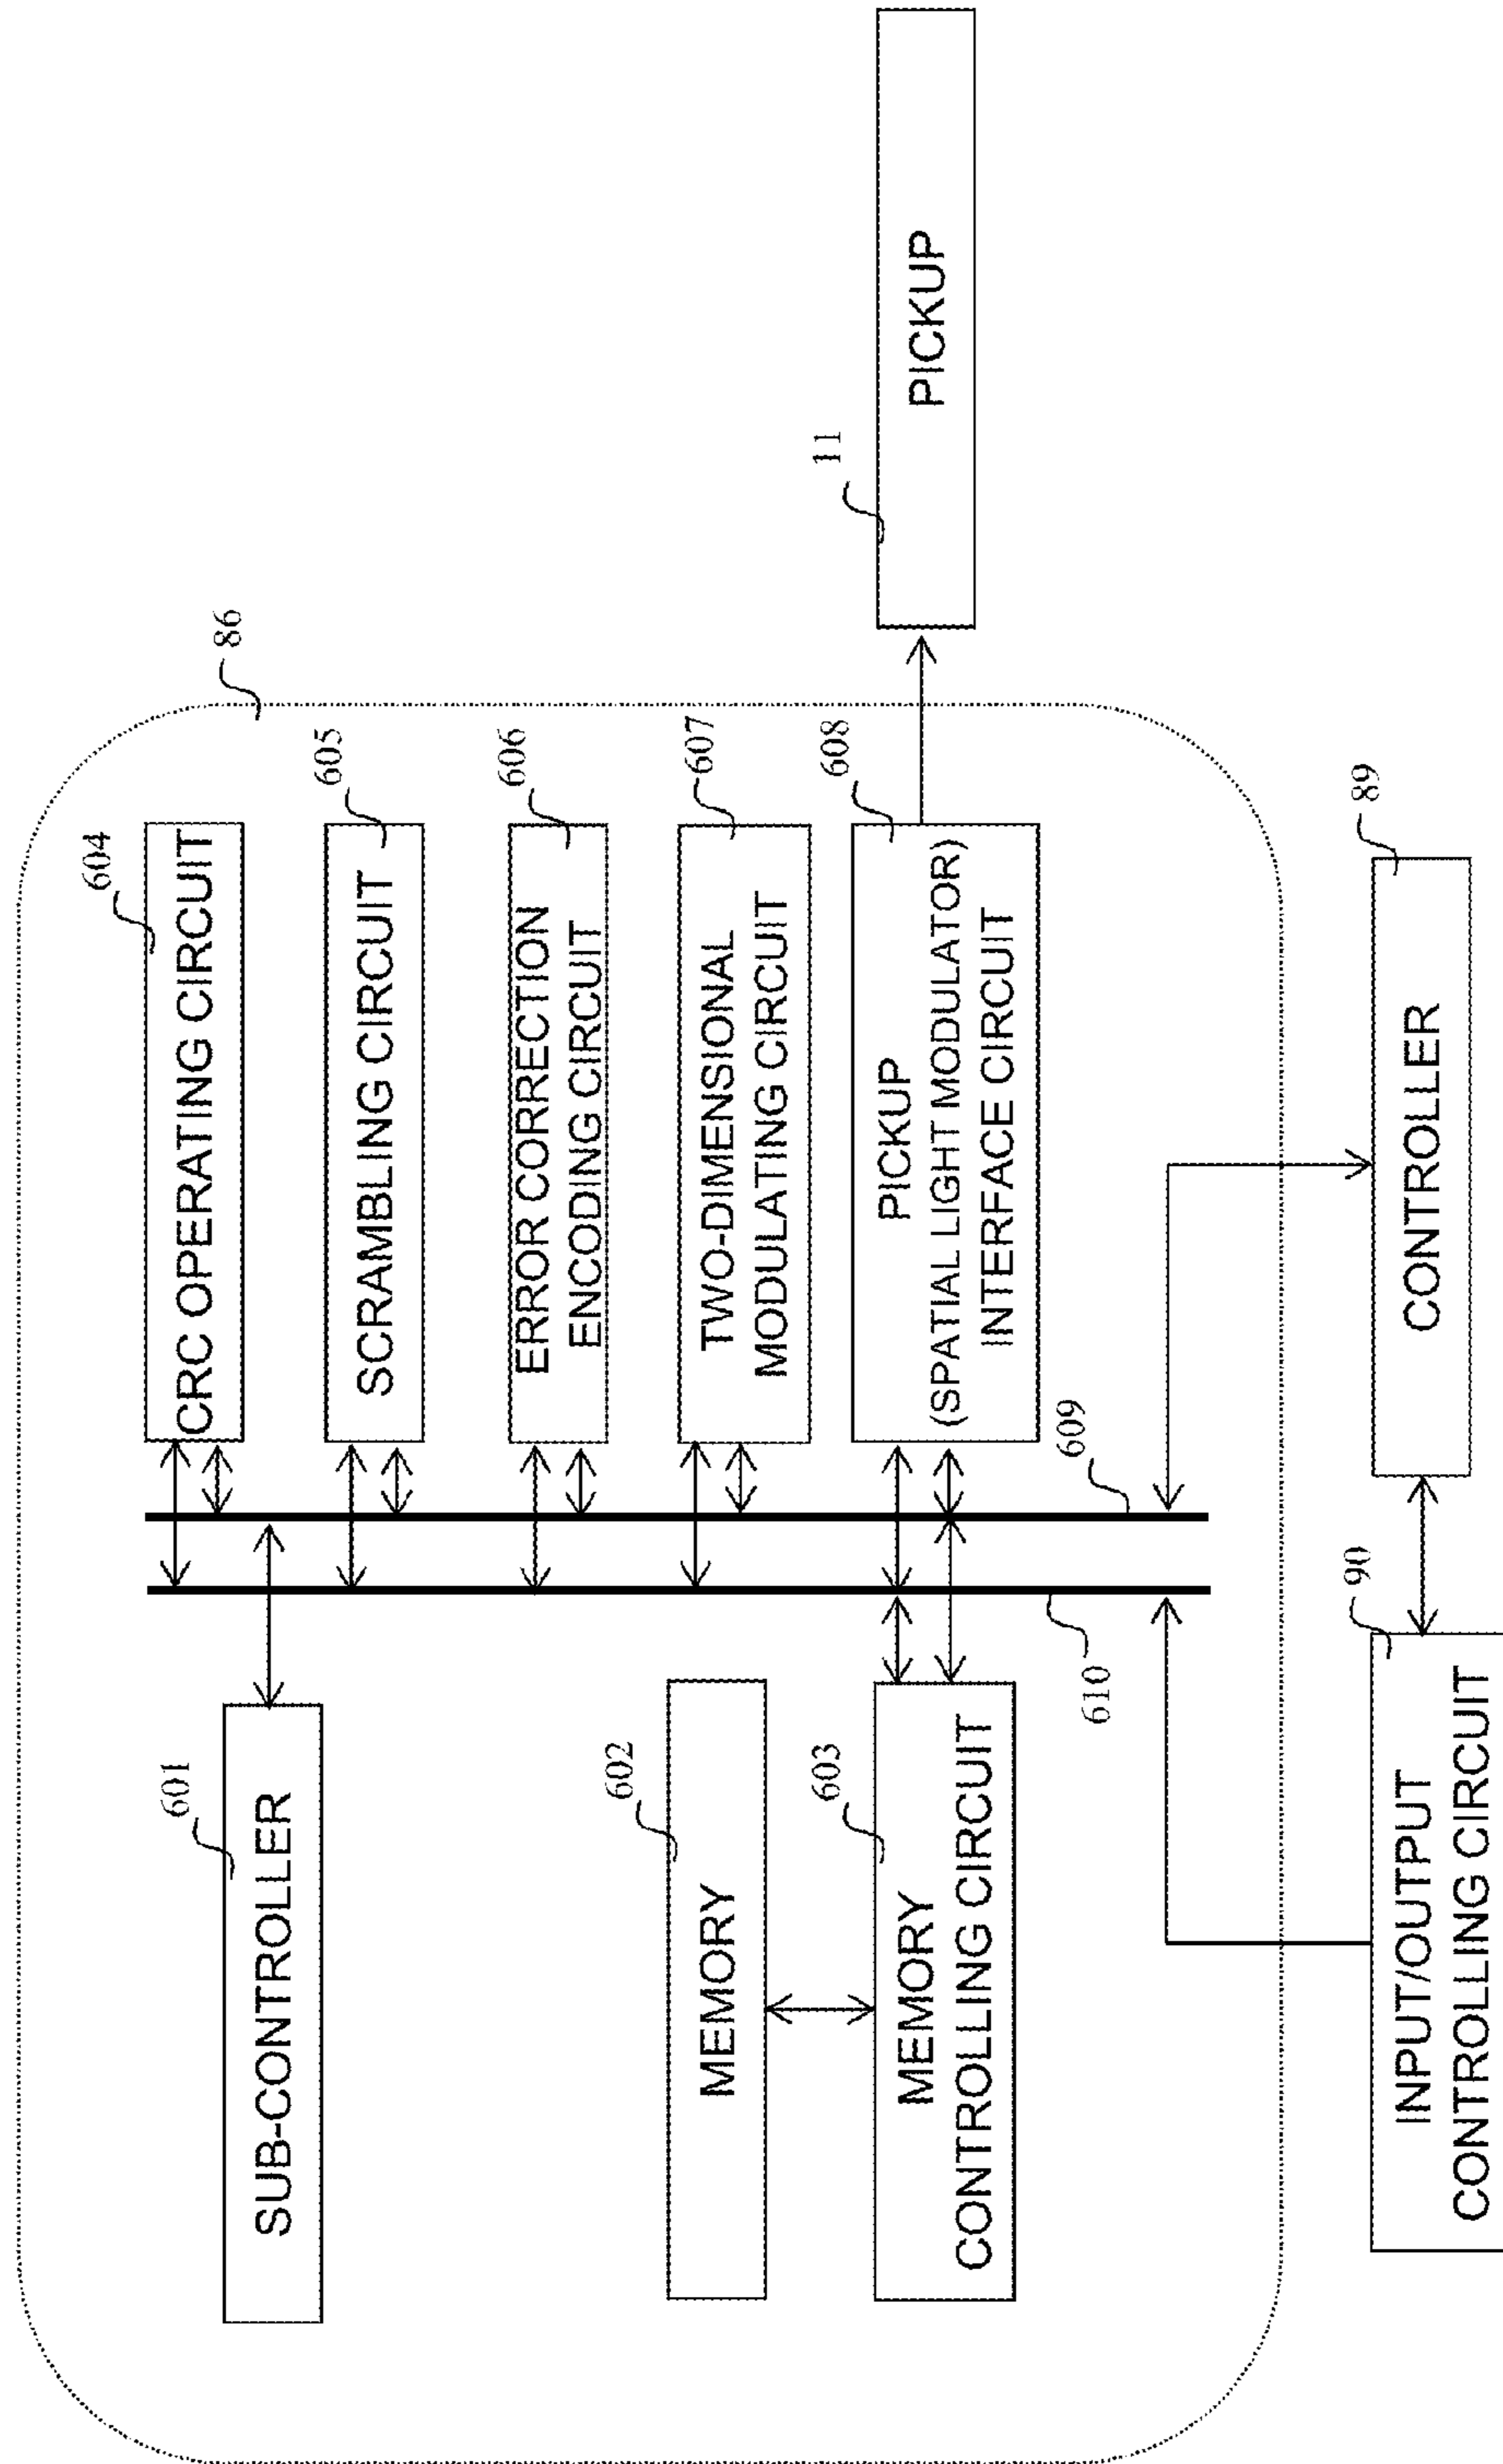 86
601
SUB-CONTROLLER
604
CRC OPERATING CIRCUIT
605
SCRAMBLING CIRCUIT
606
ERROR CORRECTION
ENCODING CIRCUIT
602
MEMORY
607
TWO-DIMENSIONAL
MODULATING CIRCUIT
603
MEMORY
CONTROLLING CIRCUIT
608
PICKUP
(SPATIAL LIGHT MODULATOR)
INTERFACE CIRCUIT
11
PICKUP
610
609
90
INPUT/OUTPUT
CONTROLLING CIRCUIT
89
CONTROLLER